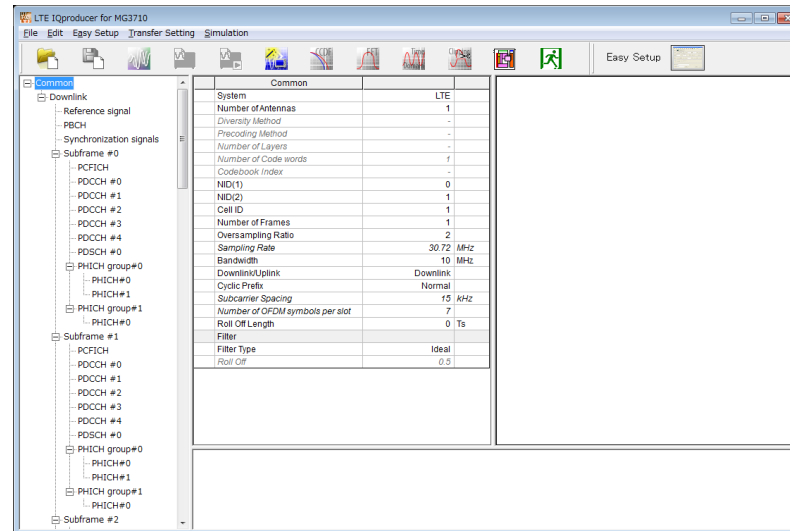 LTE IQproducer for MG3710
File Edit Easy Setup Transfer Setting Simulation
CCDF FFT Time Domain Clipping Easy Setup
Common
Downlink
Reference signal
PBCH
Synchronization signals
Subframe #0
PCFICH
PDCCH #0
PDCCH #1
PDCCH #2
PDCCH #3
PDCCH #4
PDSCH #0
PHICH group#0
PHICH#0
PHICH#1
PHICH group#1
PHICH#0
Subframe #1
PCFICH
PDCCH #0
PDCCH #1
PDCCH #2
PDCCH #3
PDCCH #4
PDSCH #0
PHICH group#0
PHICH#0
PHICH#1
PHICH group#1
PHICH#0
Subframe #2
Common
System LTE
Number of Antennas 1
Diversity Method -
Precoding Method -
Number of Layers -
Number of Code words 1
Codebook Index -
NID(1) 0
NID(2) 1
Cell ID 1
Number of Frames 1
Oversampling Ratio 2
Sampling Rate 30.72 MHz
Bandwidth 10 MHz
Downlink/Uplink Downlink
Cyclic Prefix Normal
Subcarrier Spacing 15 kHz
Number of OFDM symbols per slot 7
Roll Off Length 0 Ts
Filter
Filter Type Ideal
Roll Off 0.5